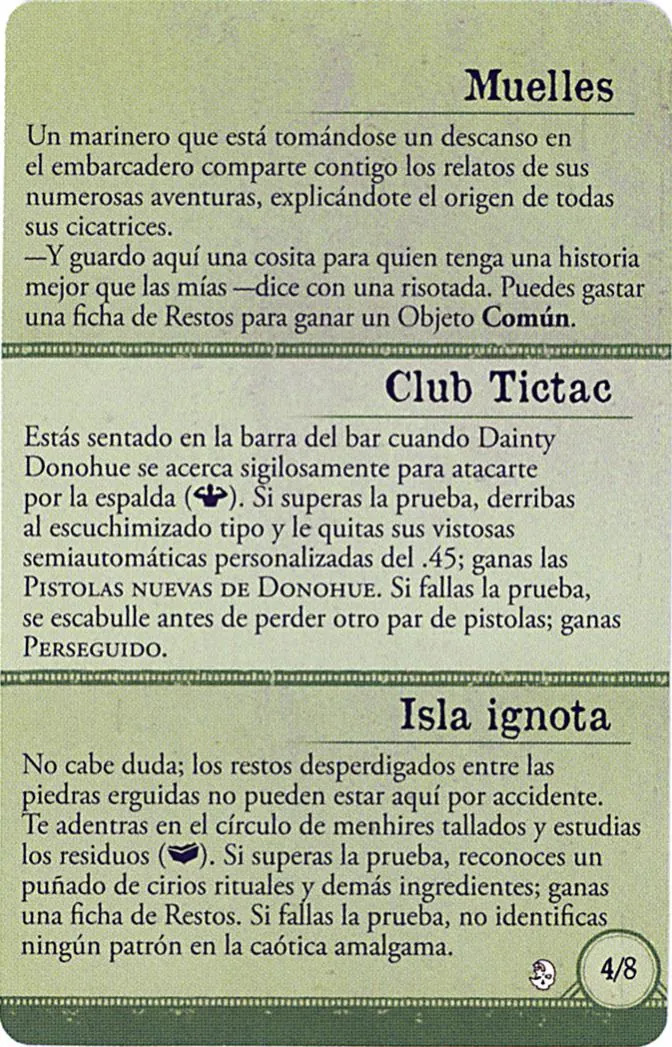 Muelles
Un marinero que está tomándose un descanso en
el embarcadero comparte contigo los relatos de sus
numerosas aventuras, explicándote el origen de todas
sus cicatrices.
—Y guardo aquí una cosita para quien tenga una historia
mejor que las mías —dice con una risotada. Puedes gastar
una ficha de Restos para ganar un Objeto Común.
Club Tictac
Estás sentado en la barra del bar cuando Dainty
Donohue se acerca sigilosamente para atacarte
por la espalda (). Si superas la prueba, derribas
al escuchimizado tipo y le quitas sus vistosas
semiautomáticas personalizadas del .45; ganas las
PISTOLAS NUEVAS DE DONOHUE. Si fallas la prueba,
se escabulle antes de perder otro par de pistolas; ganas
PERSEGUIDO.
Isla ignota
No cabe duda; los restos desperdigados entre las
piedras erguidas no pueden estar aquí por accidente.
Te adentras en el círculo de menhires tallados y estudias
los residuos (). Si superas la prueba, reconoces un
puñado de cirios rituales y demás ingredientes; ganas
una ficha de Restos. Si fallas la prueba, no identificas
ningún patrón en la caótica amalgama.
4/8